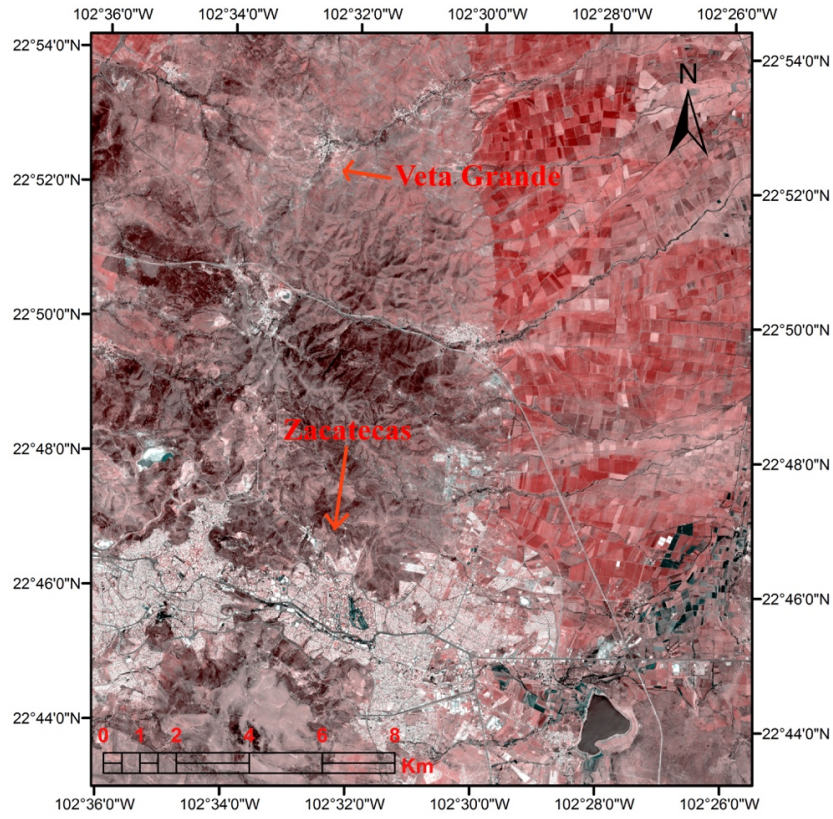 102°36'0"W 102°34'0"W 102°32'0"W 102°30'0"W 102°28'0"W 102°26'0"W
22°54'0"N 22°54'0"N
N
22°52'0"N Veta Grande 22°52'0"N
22°50'0"N 22°50'0"N
22°48'0"N Zacatecas 22°48'0"N
22°46'0"N 22°46'0"N
22°44'0"N 22°44'0"N
0 1 2 4 6 8
Km
102°36'0"W 102°34'0"W 102°32'0"W 102°30'0"W 102°28'0"W 102°26'0"W